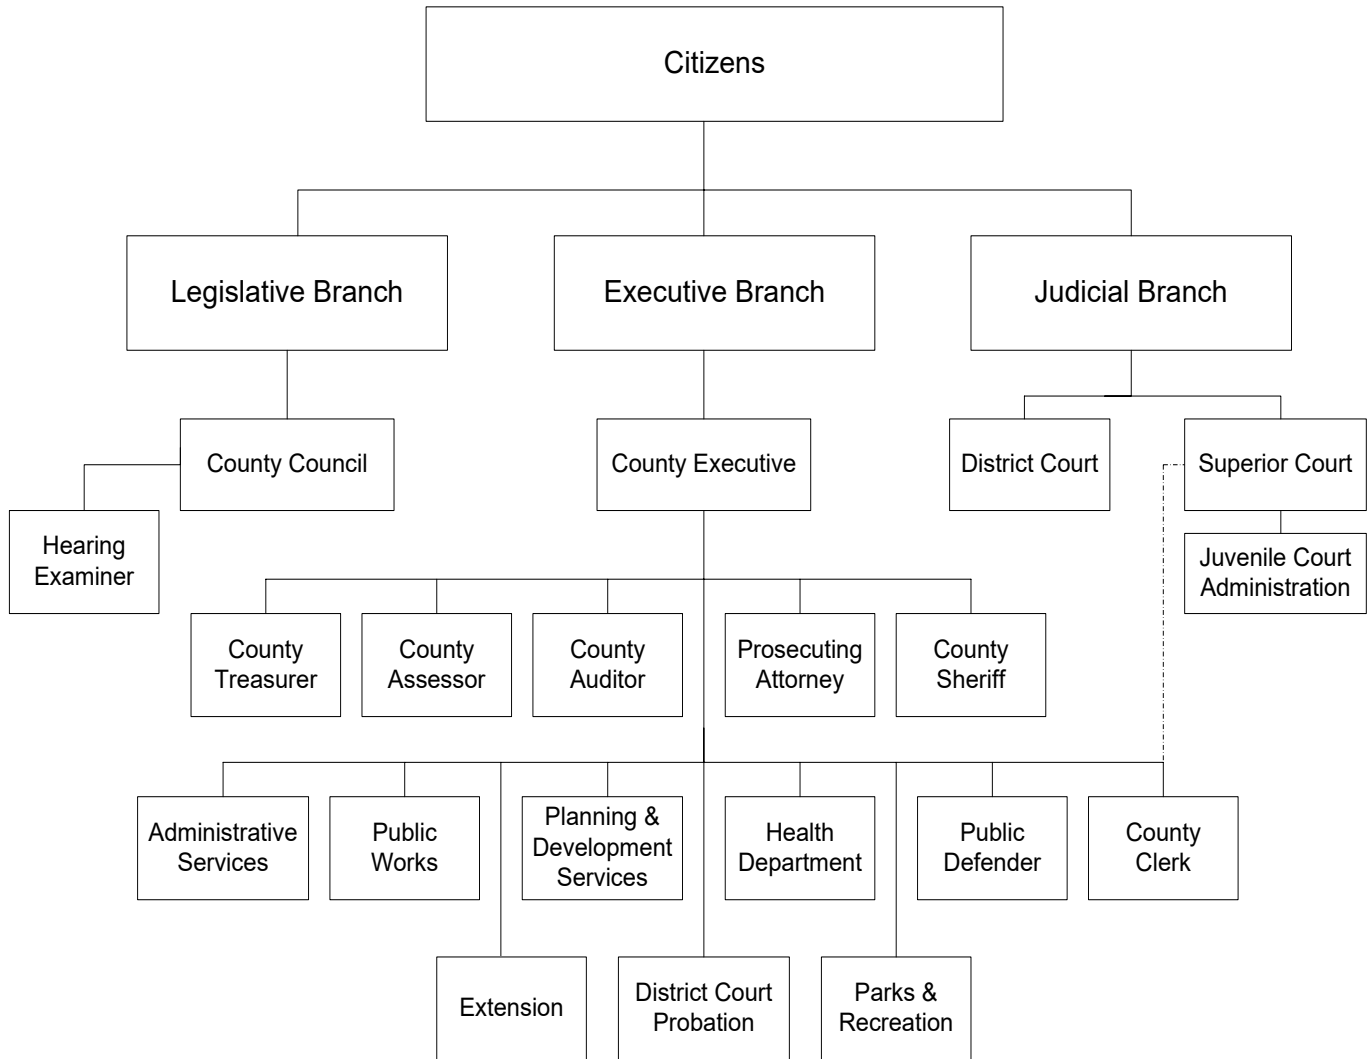 Citizens
Legislative Branch
Executive Branch
Judicial Branch
County Council
County Executive
District Court
Superior Court
Hearing
Examiner
Juvenile Court
Administration
County
Treasurer
County
Assessor
County
Auditor
Prosecuting
Attorney
County
Sheriff
Administrative
Services
Public
Works
Planning &
Development
Services
Health
Department
Public
Defender
County
Clerk
Extension
District Court
Probation
Parks &
Recreation